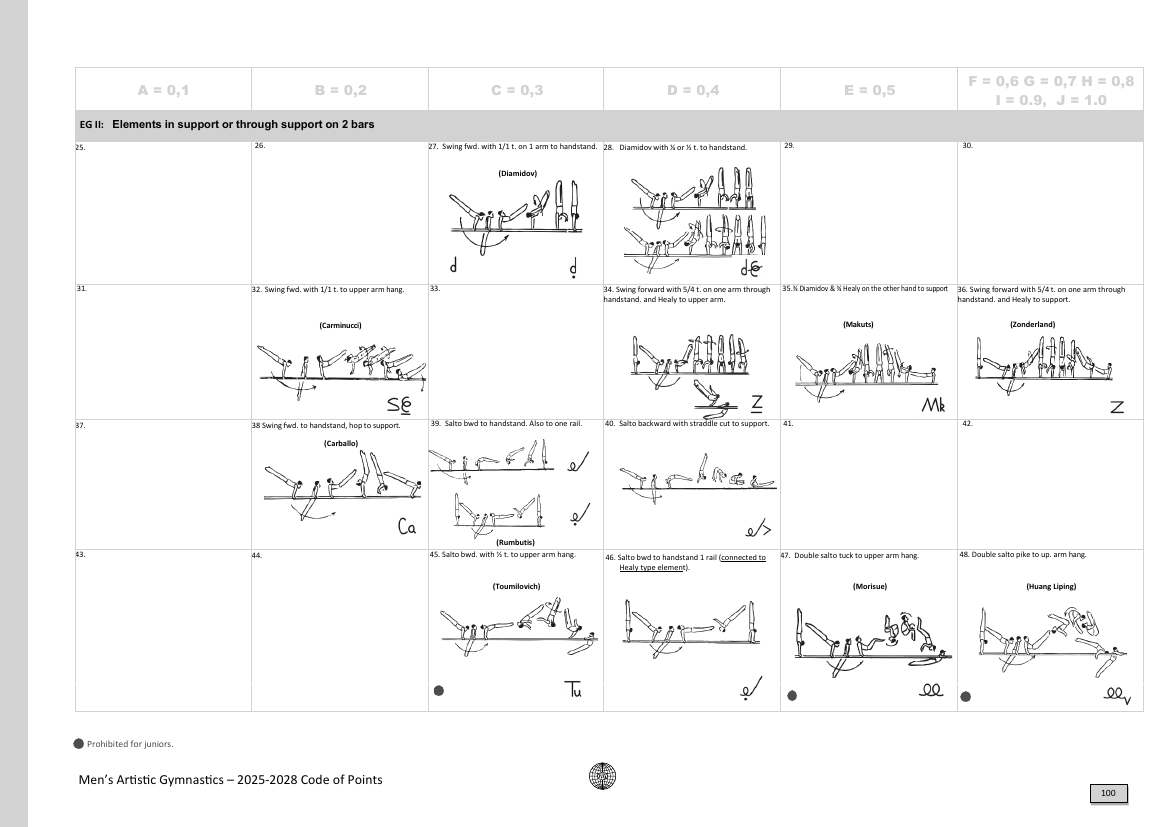 A = 0,1
B = 0,2
C = 0,3
D = 0,4
E = 0,5
F = 0,6 G = 0,7 H = 0,8
I = 0.9, J = 1.0
EG II: Elements in support or through support on 2 bars
25.
26.
27. Swing fwd. with 1/1 t. on 1 arm to handstand.
(Diamidov)
28. Diamidov with ¾ or ½ t. to handstand.
29.
30.
31.
32. Swing fwd. with 1/1 t. to upper arm hang.
(Carminucci)
33.
34. Swing forward with 5/4 t. on one arm through
handstand. and Healy to upper arm.
Z
35.¾ Diamidov & ¾ Healy on the other hand to support
(Makuts)
Mk
36. Swing forward with 5/4 t. on one arm through
handstand. and Healy to support.
(Zonderland)
Z
37.
38 Swing fwd. to handstand, hop to support.
(Carballo)
Ca
39. Salto bwd to handstand. Also to one rail.
(Rumbutis)
40. Salto backward with straddle cut to support.
41.
42.
43.
44.
45. Salto bwd. with ½ t. to upper arm hang.
(Toumilovich)
Tu
46. Salto bwd to handstand 1 rail (connected to
Healy type element).
47. Double salto tuck to upper arm hang.
(Morisue)
48. Double salto pike to up. arm hang.
(Huang Liping)
Prohibited for juniors.
Men's Artistic Gymnastics – 2025-2028 Code of Points
100